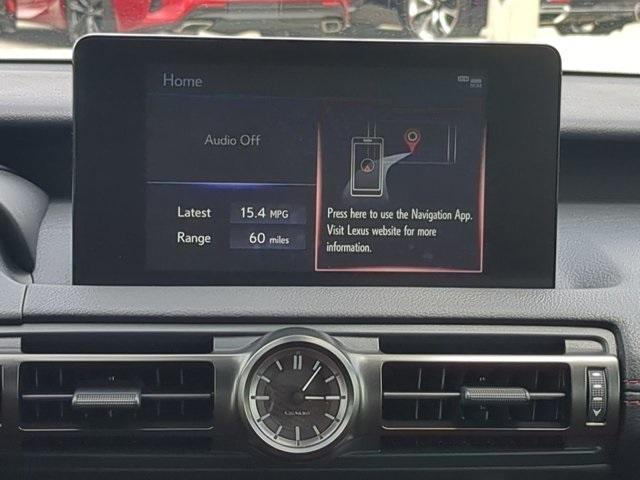 Home
Audio Off
Latest 15.4 MPG
Range 60 miles
Press here to use the Navigation App.
Visit Lexus website for more
information.